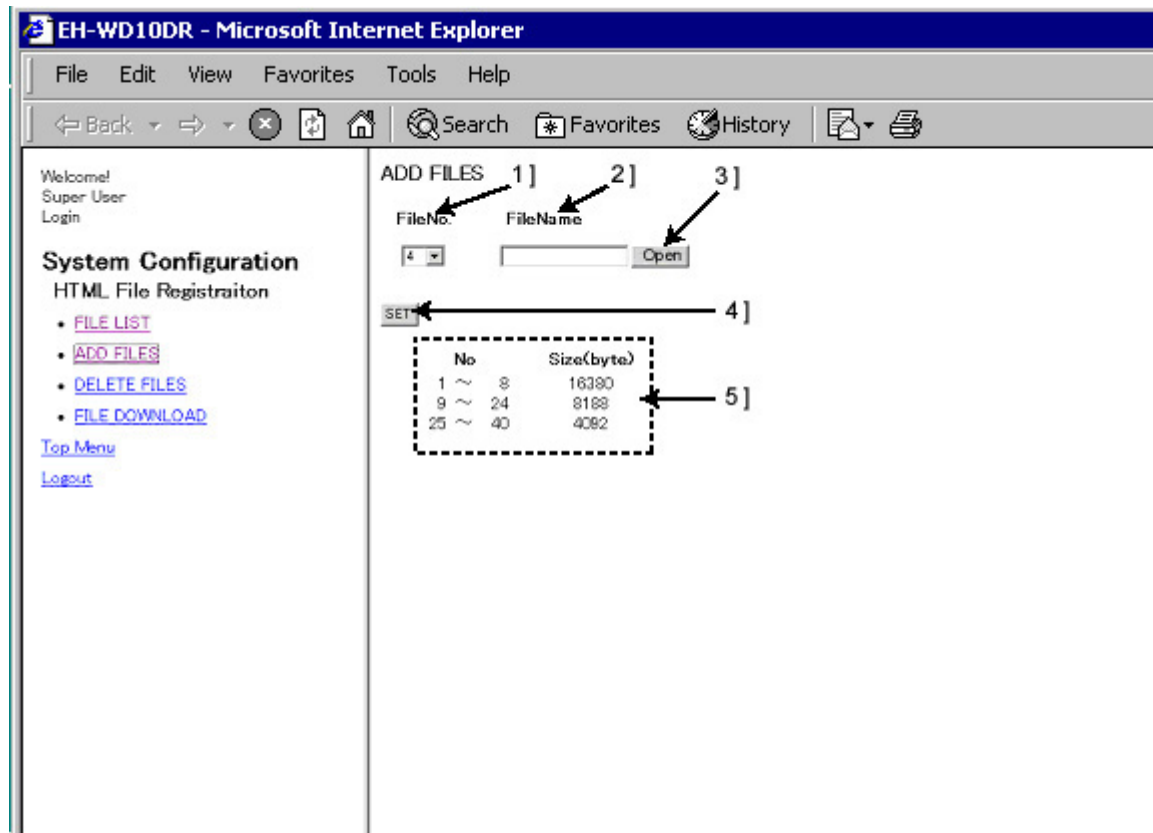 EH-WD10DR - Microsoft Internet Explorer
File Edit View Favorites Tools Help
Back Search Favorites History
Welcome!
Super User
Login
System Configuration
HTML File Registraiton
• FILE LIST
• ADD FILES
• DELETE FILES
• FILE DOWNLOAD
Top Menu
Logout
ADD FILES 1] 2] 3]
FileNo. FileName
4 Open
SET 4]
No Size(byte)
1 ～ 8 16380
9 ～ 24 8188 5]
25 ～ 40 4092